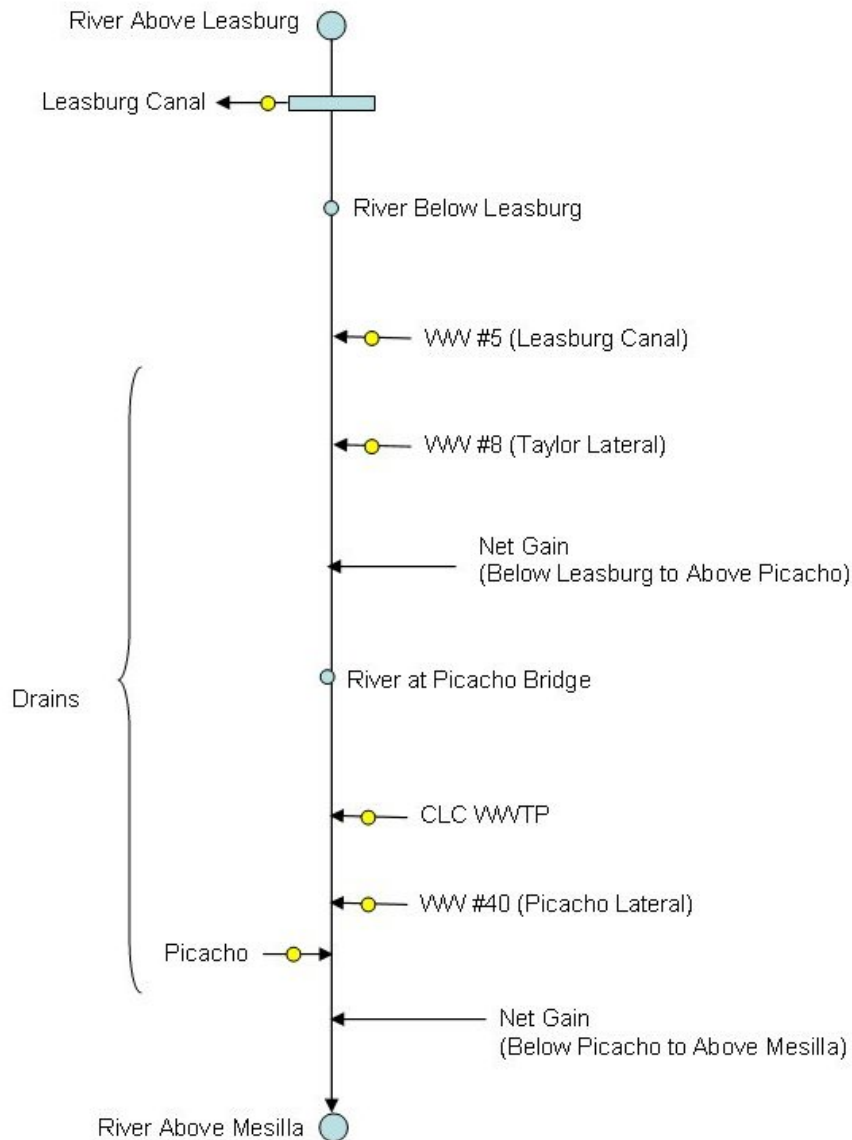 River Above Leasburg
Leasburg Canal
River Below Leasburg
WW #5 (Leasburg Canal)
WW #8 (Taylor Lateral)
Net Gain
(Below Leasburg to Above Picacho)
River at Picacho Bridge
Drains
CLC WWTP
WW #40 (Picacho Lateral)
Picacho
Net Gain
(Below Picacho to Above Mesilla)
River Above Mesilla